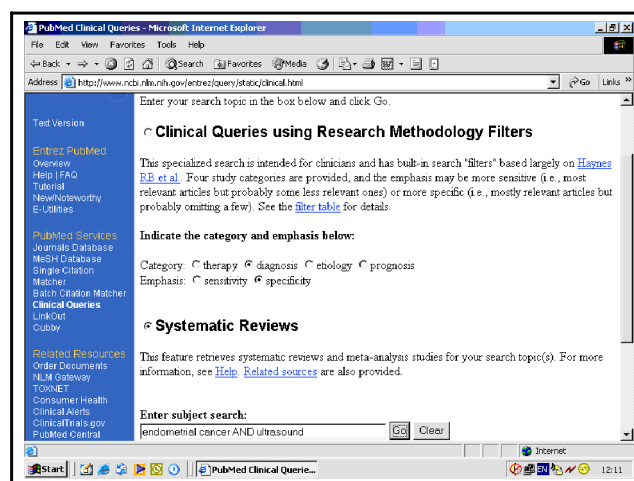 PubMed Clinical Queries - Microsoft Internet Explorer
File Edit View Favorites Tools Help
Back Search Favorites Media
Address http://www.ncbi.nlm.nih.gov/entrez/query/static/clinical.html Go Links »
Enter your search topic in the box below and click Go.
Text Version
Clinical Queries using Research Methodology Filters
Entrez PubMed
Overview
Help | FAQ
Tutorial
New/Noteworthy
E-Utilities
This specialized search is intended for clinicians and has built-in search "filters" based largely on Haynes
RB et al. Four study categories are provided, and the emphasis may be more sensitive (i.e., most
relevant articles but probably some less relevant ones) or more specific (i.e., mostly relevant articles but
probably omitting a few). See the filter table for details.
PubMed Services
Journals Database
MeSH Database
Single Citation
Matcher
Batch Citation Matcher
Clinical Queries
LinkOut
Cubby
Indicate the category and emphasis below:
Category: therapy diagnosis etiology prognosis
Emphasis: sensitivity specificity
Systematic Reviews
Related Resources
Order Documents
NLM Gateway
TOXNET
Consumer Health
Clinical Alerts
ClinicalTrials.gov
PubMed Central
This feature retrieves systematic reviews and meta-analysis studies for your search topic(s). For more
information, see Help. Related sources are also provided.
Enter subject search:
endometrial cancer AND ultrasound Go Clear
Internet
Start PubMed Clinical Querie... EN 12:11